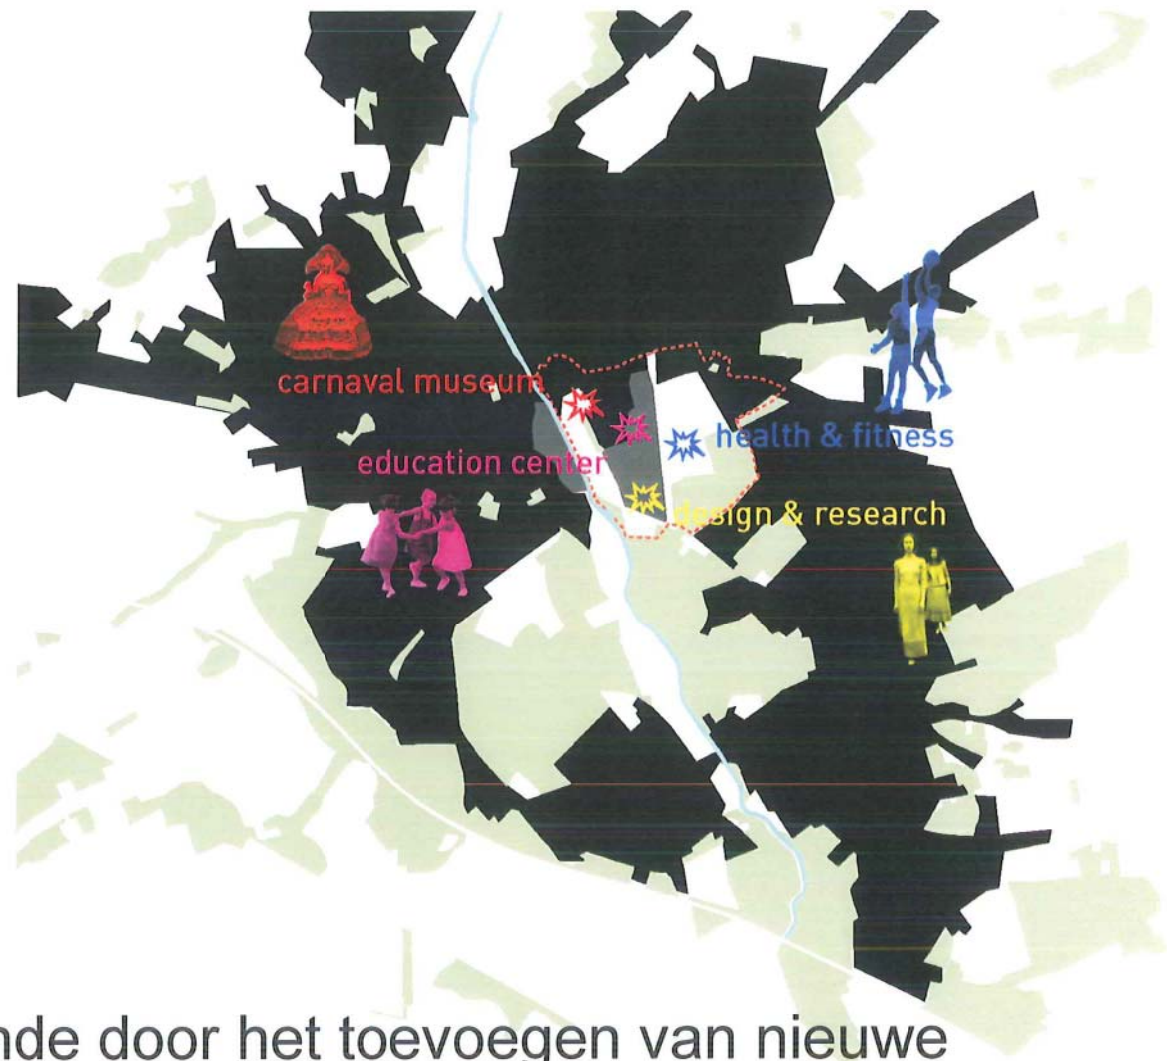 carnaval museum
education center
health & fitness
design & research
nde door het toevoegen van nieuwe